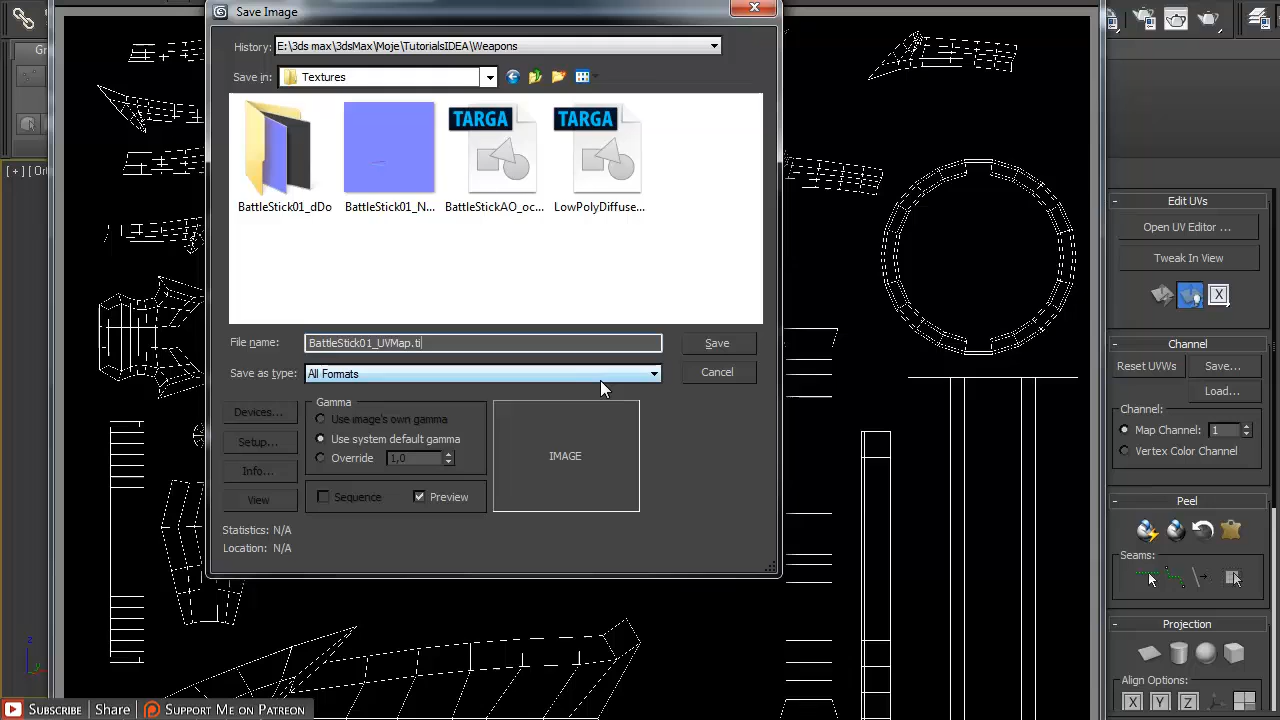 Save Image
History: E:\3ds max\3dsMax\Moje\TutorialsIDEA\Weapons
Save in: Textures
TARGA TARGA
BattleStick01_dDo BattleStick01_N... BattleStickAO_oc... LowPolyDiffuse...
File name: BattleStick01_UVMap.ti Save
Save as type: All Formats Cancel
Devices...
Setup...
Info...
View
Gamma
Use image's own gamma
Use system default gamma
Override 1,0
Sequence Preview
IMAGE
Statistics: N/A
Location: N/A
Gr
[ + ] [ Or
z
Edit UVs
Open UV Editor ...
Tweak In View
Channel
Reset UVWs Save...
Load...
Channel:
Map Channel: 1
Vertex Color Channel
Peel
Seams:
Projection
Align Options:
X Y Z
Subscribe Share Support Me on Patreon